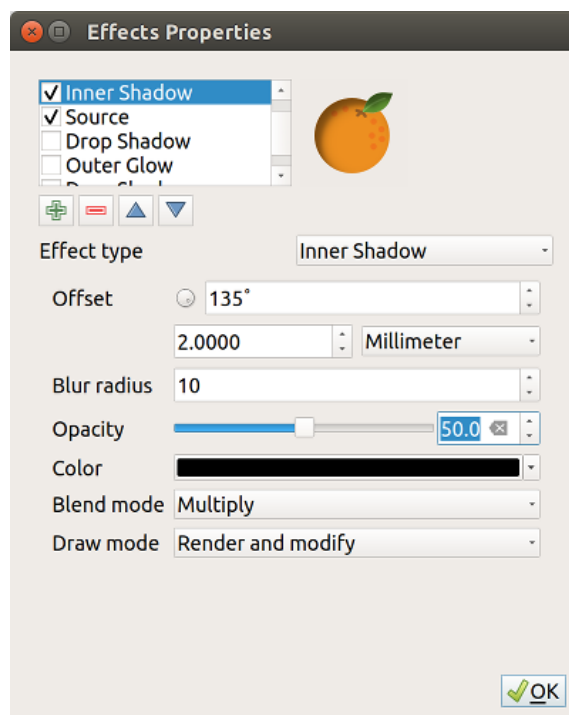 Effects Properties
Inner Shadow
Source
Drop Shadow
Outer Glow
Effect type Inner Shadow
Offset 135°
2.0000 Millimeter
Blur radius 10
Opacity 50.0
Color
Blend mode Multiply
Draw mode Render and modify
OK